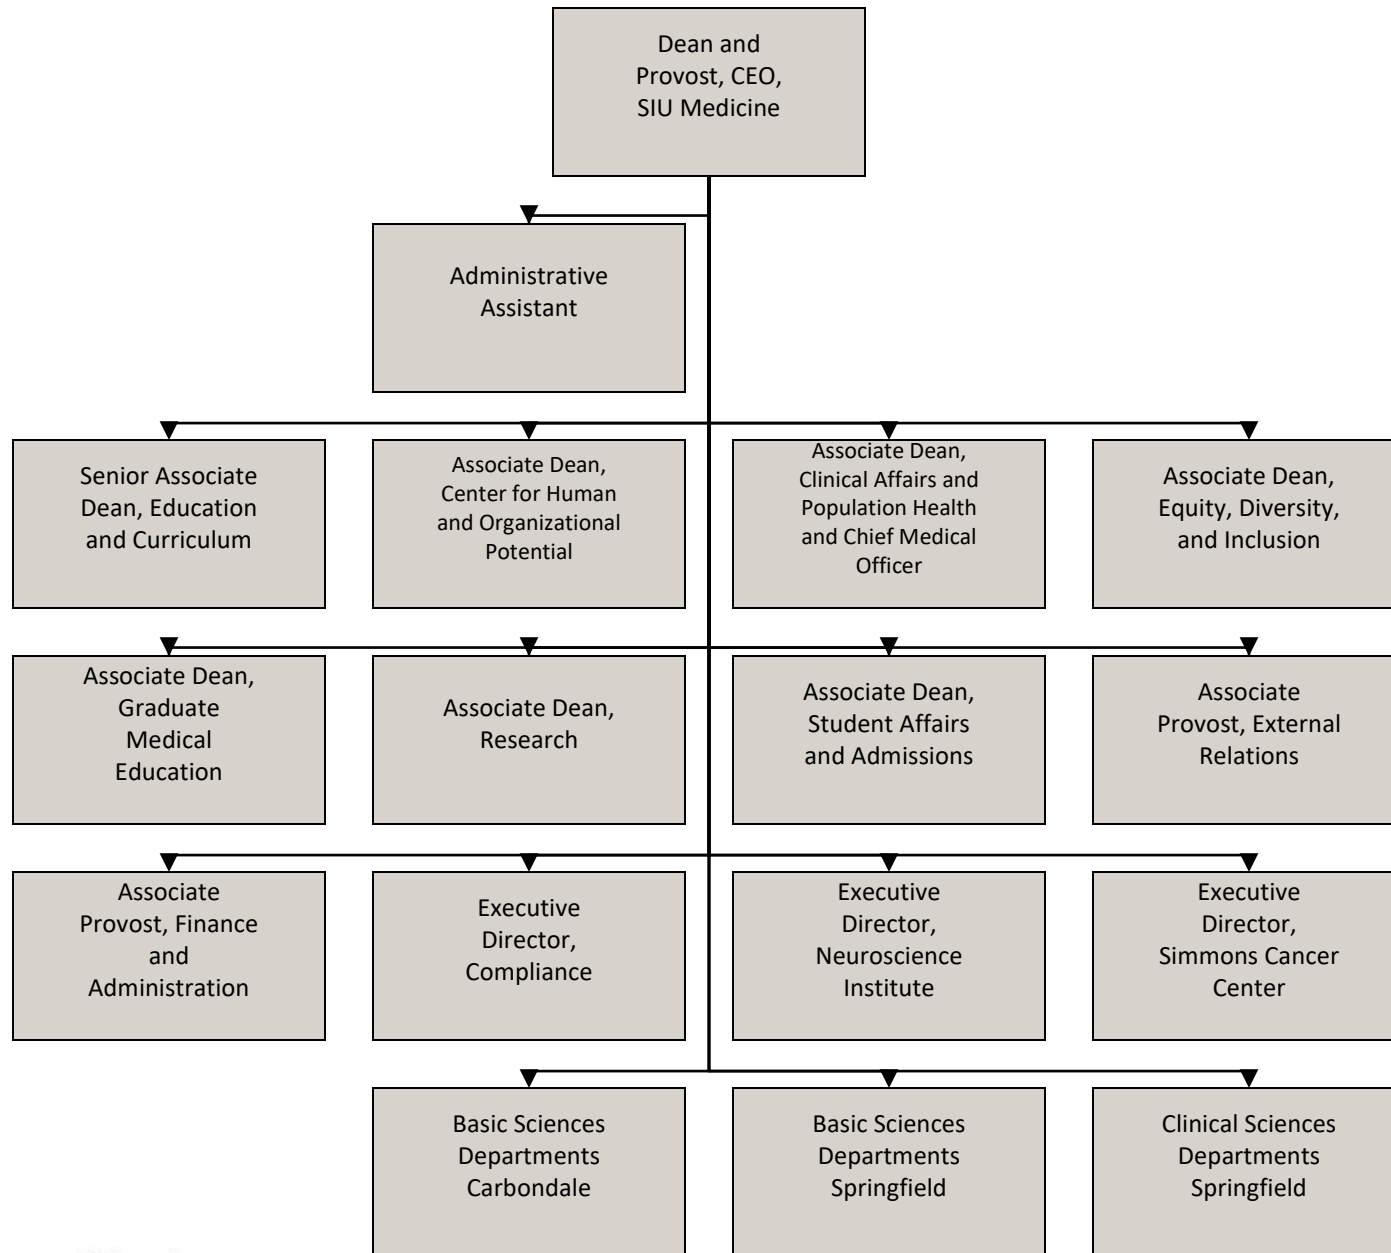 Dean and
Provost, CEO,
SIU Medicine
Administrative
Assistant
Senior Associate
Dean, Education
and Curriculum
Associate Dean,
Center for Human
and Organizational
Potential
Associate Dean,
Clinical Affairs and
Population Health
and Chief Medical
Officer
Associate Dean,
Equity, Diversity,
and Inclusion
Associate Dean,
Graduate
Medical
Education
Associate Dean,
Research
Associate Dean,
Student Affairs
and Admissions
Associate
Provost, External
Relations
Associate
Provost, Finance
and
Administration
Executive
Director,
Compliance
Executive
Director,
Neuroscience
Institute
Executive
Director,
Simmons Cancer
Center
Basic Sciences
Departments
Carbondale
Basic Sciences
Departments
Springfield
Clinical Sciences
Departments
Springfield